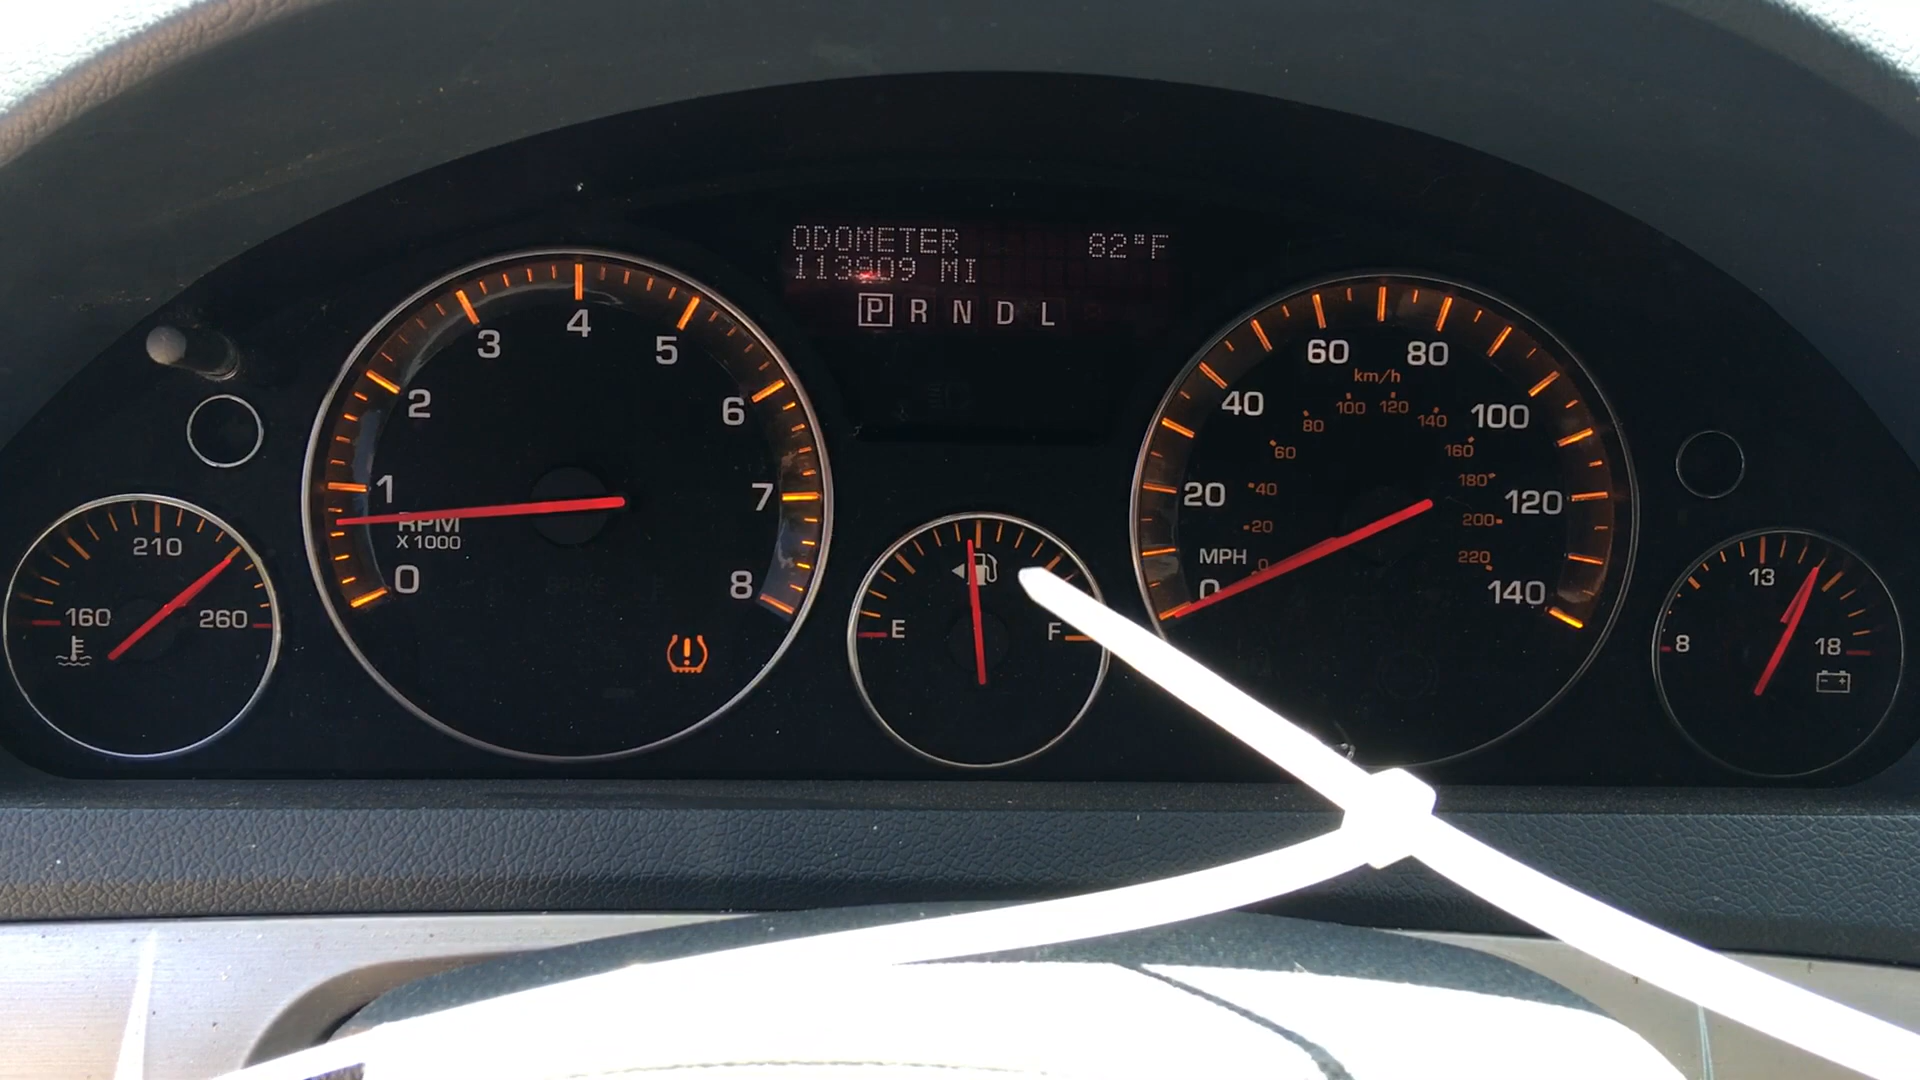 ODOMETER 82°F
113909 MI
P R N D L
0 1 2 3 4 5 6 7 8
RPM
X 1000
160 210 260
E F
0 20 40 60 80 100 120 140
MPH
km/h
0 20 40 60 80 100 120 140 160 180 200 220
8 13 18